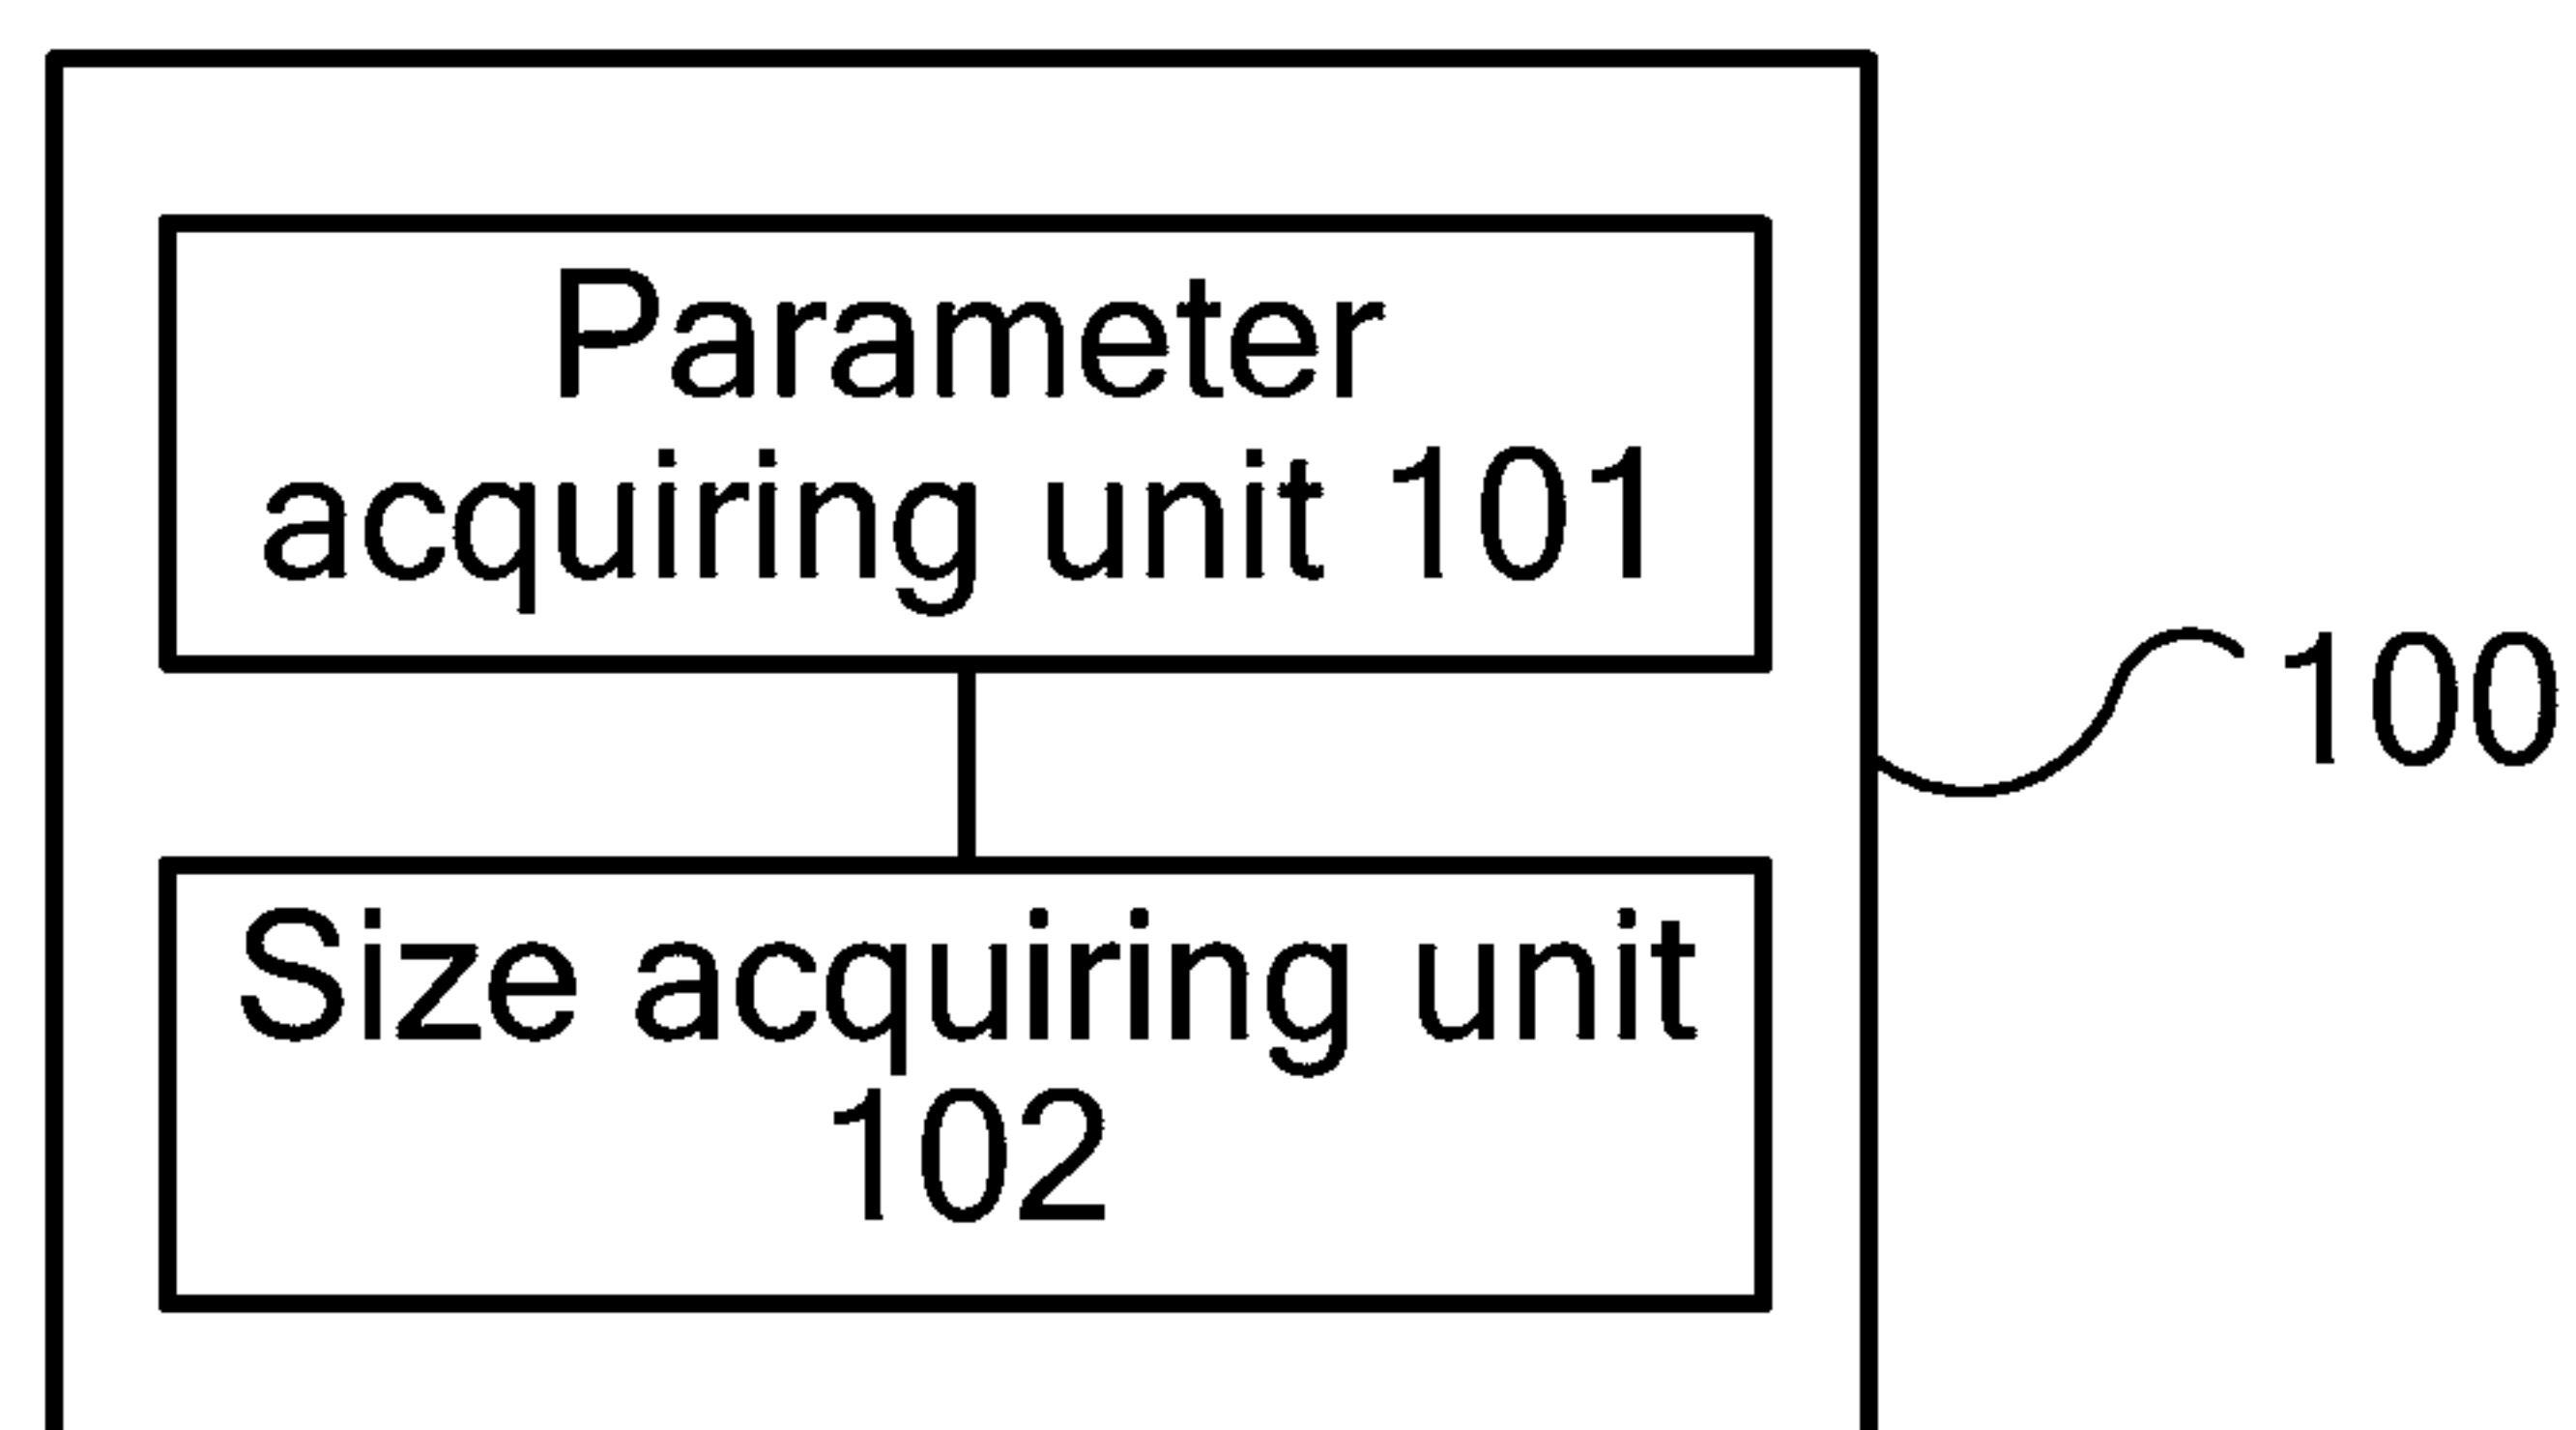 Parameter
acquiring unit 101
100
Size acquiring unit
102